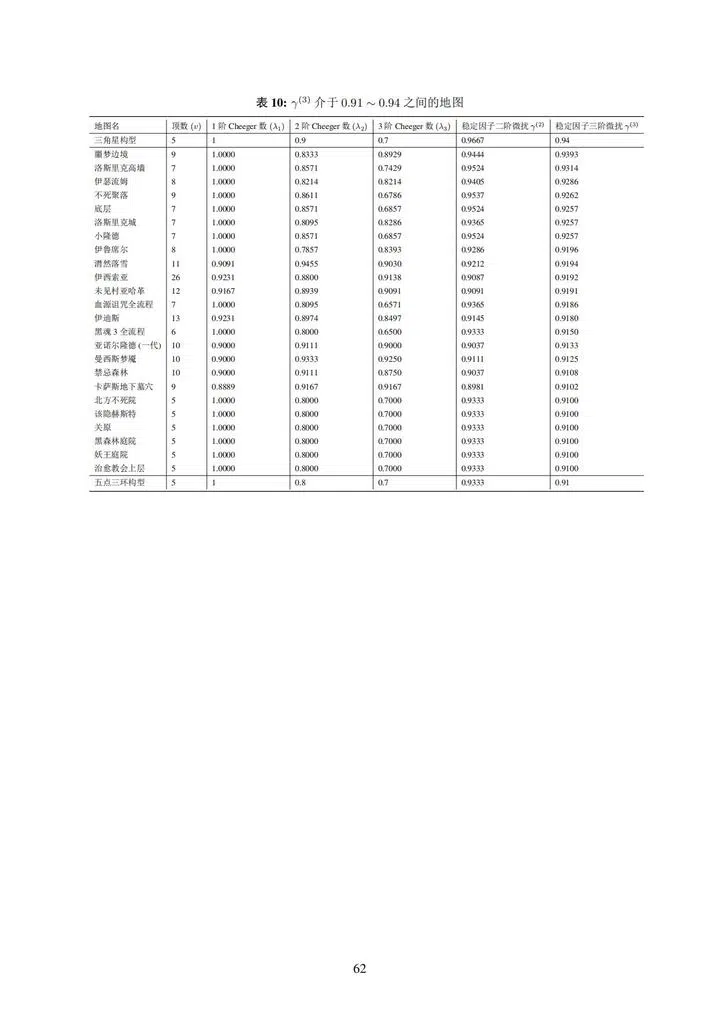 表 10: γ(3) 介于 0.91 ∼ 0.94 之间的地图
地图名 顶数 (v) 1 阶 Cheeger 数 (λ1) 2 阶 Cheeger 数 (λ2) 3 阶 Cheeger 数 (λ3) 稳定因子二阶微扰 γ(2) 稳定因子三阶微扰 γ(3)
三角星构型 5 1 0.9 0.7 0.9667 0.94
噩梦边境 9 1.0000 0.8333 0.8929 0.9444 0.9393
洛斯里克高墙 7 1.0000 0.8571 0.7429 0.9524 0.9314
伊瑟流姆 8 1.0000 0.8214 0.8214 0.9405 0.9286
不死聚落 9 1.0000 0.8611 0.6786 0.9537 0.9262
底层 7 1.0000 0.8571 0.6857 0.9524 0.9257
洛斯里克城 7 1.0000 0.8095 0.8286 0.9365 0.9257
小隆德 7 1.0000 0.8571 0.6857 0.9524 0.9257
伊鲁席尔 8 1.0000 0.7857 0.8393 0.9286 0.9196
潸然落雪 11 0.9091 0.9455 0.9030 0.9212 0.9194
伊西索亚 26 0.9231 0.8800 0.9138 0.9087 0.9192
未见村亚哈革 12 0.9167 0.8939 0.9091 0.9091 0.9191
血源诅咒全流程 7 1.0000 0.8095 0.6571 0.9365 0.9186
伊迪斯 13 0.9231 0.8974 0.8497 0.9145 0.9180
黑魂 3 全流程 6 1.0000 0.8000 0.6500 0.9333 0.9150
亚诺尔隆德 (一代) 10 0.9000 0.9111 0.9000 0.9037 0.9133
曼西斯梦魇 10 0.9000 0.9333 0.9250 0.9111 0.9125
禁忌森林 10 0.9000 0.9111 0.8750 0.9037 0.9108
卡萨斯地下墓穴 9 0.8889 0.9167 0.9167 0.8981 0.9102
北方不死院 5 1.0000 0.8000 0.7000 0.9333 0.9100
该隐赫斯特 5 1.0000 0.8000 0.7000 0.9333 0.9100
关原 5 1.0000 0.8000 0.7000 0.9333 0.9100
黑森林庭院 5 1.0000 0.8000 0.7000 0.9333 0.9100
妖王庭院 5 1.0000 0.8000 0.7000 0.9333 0.9100
治愈教会上层 5 1.0000 0.8000 0.7000 0.9333 0.9100
五点三环构型 5 1 0.8 0.7 0.9333 0.91
62